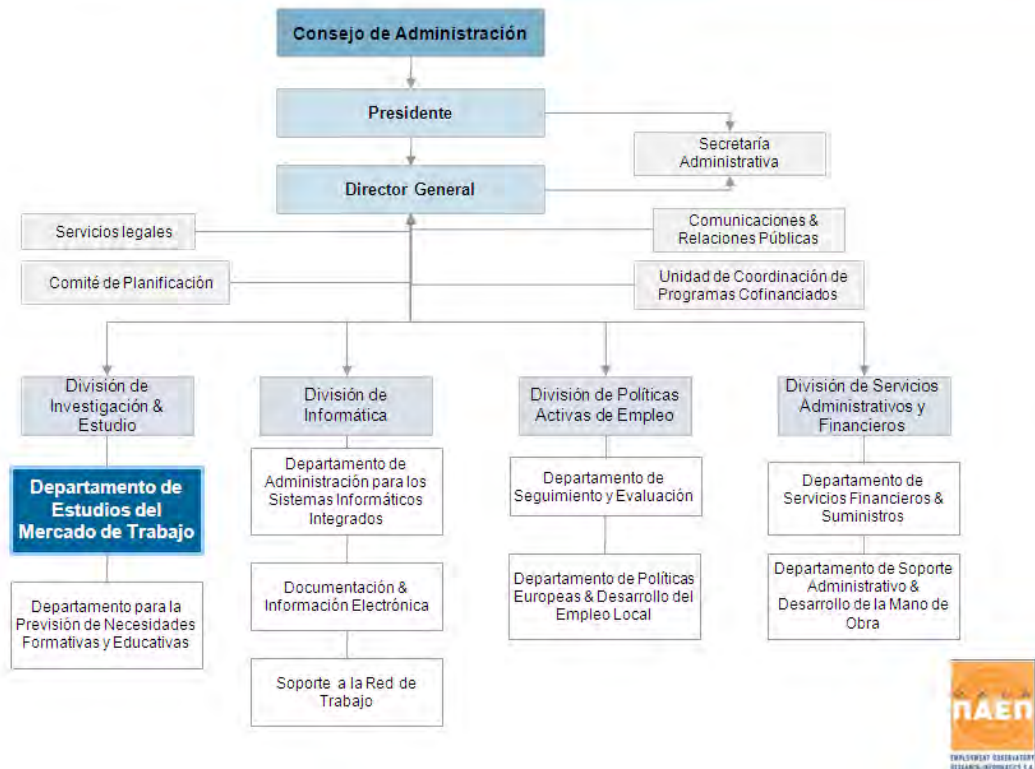 Consejo de Administración
Presidente
Secretaría
Administrativa
Director General
Servicios legales
Comunicaciones &
Relaciones Públicas
Comité de Planificación
Unidad de Coordinación de
Programas Cofinanciados
División de
Investigación &
Estudio
División de
Informática
División de Políticas
Activas de Empleo
División de Servicios
Administrativos y
Financieros
Departamento de
Estudios del
Mercado de Trabajo
Departamento de
Administración para los
Sistemas Informáticos
Integrados
Departamento de
Seguimiento y Evaluación
Departamento de
Servicios Financieros &
Suministros
Departamento para la
Previsión de Necesidades
Formativas y Educativas
Documentación &
Información Electrónica
Departamento de Políticas
Europeas & Desarrollo del
Empleo Local
Departamento de Soporte
Administrativo &
Desarrollo de la Mano de
Obra
Soporte a la Red de
Trabajo
ΠΑΕΠ
EMPLOYMENT OBSERVATORY
RESEARCH-INFORMATICS S.A.